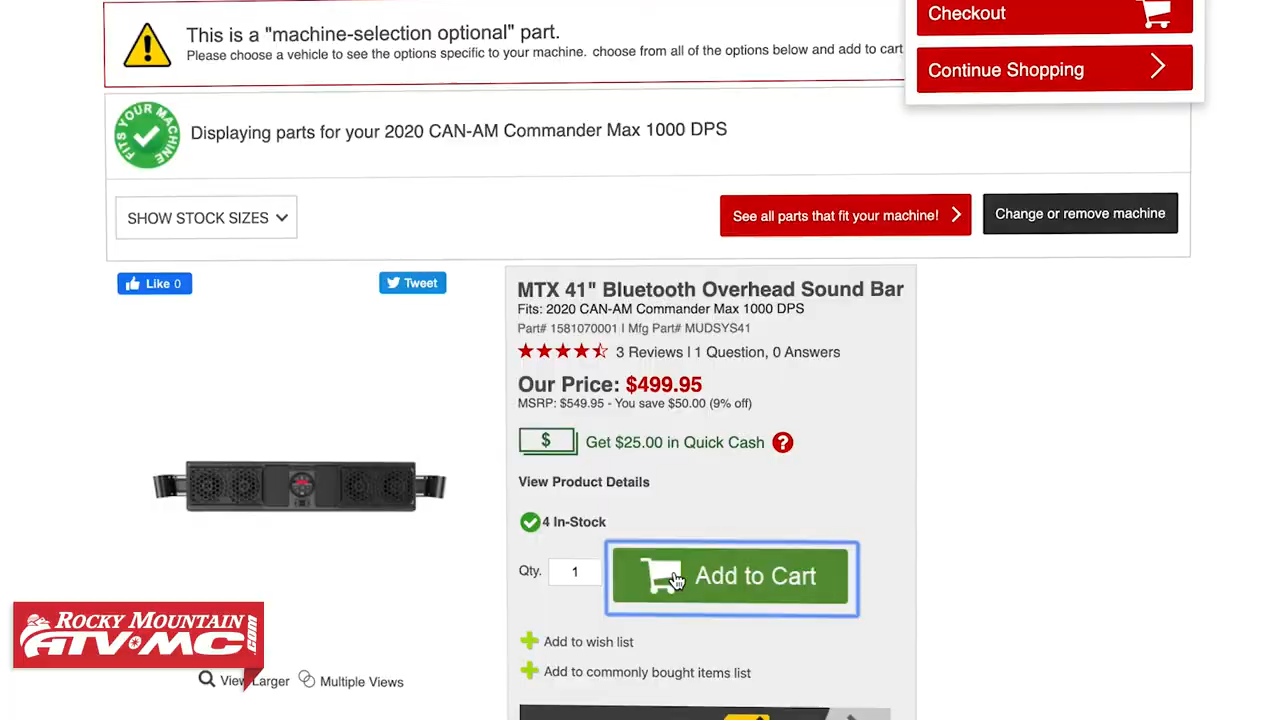 This is a "machine-selection optional" part.
Please choose a vehicle to see the options specific to your machine. choose from all of the options below and add to cart
Checkout
Continue Shopping
FITS YOUR MACHINE
Displaying parts for your 2020 CAN-AM Commander Max 1000 DPS
SHOW STOCK SIZES
See all parts that fit your machine!
Change or remove machine
Like 0
Tweet
MTX 41" Bluetooth Overhead Sound Bar
Fits: 2020 CAN-AM Commander Max 1000 DPS
Part# 1581070001 | Mfg Part# MUDSYS41
3 Reviews | 1 Question, 0 Answers
Our Price: $499.95
MSRP: $549.95 - You save $50.00 (9% off)
$ Get $25.00 in Quick Cash ?
View Product Details
4 In-Stock
Qty. 1 Add to Cart
Add to wish list
Add to commonly bought items list
ROCKY MOUNTAIN
ATV•MC.com
View Larger Multiple Views